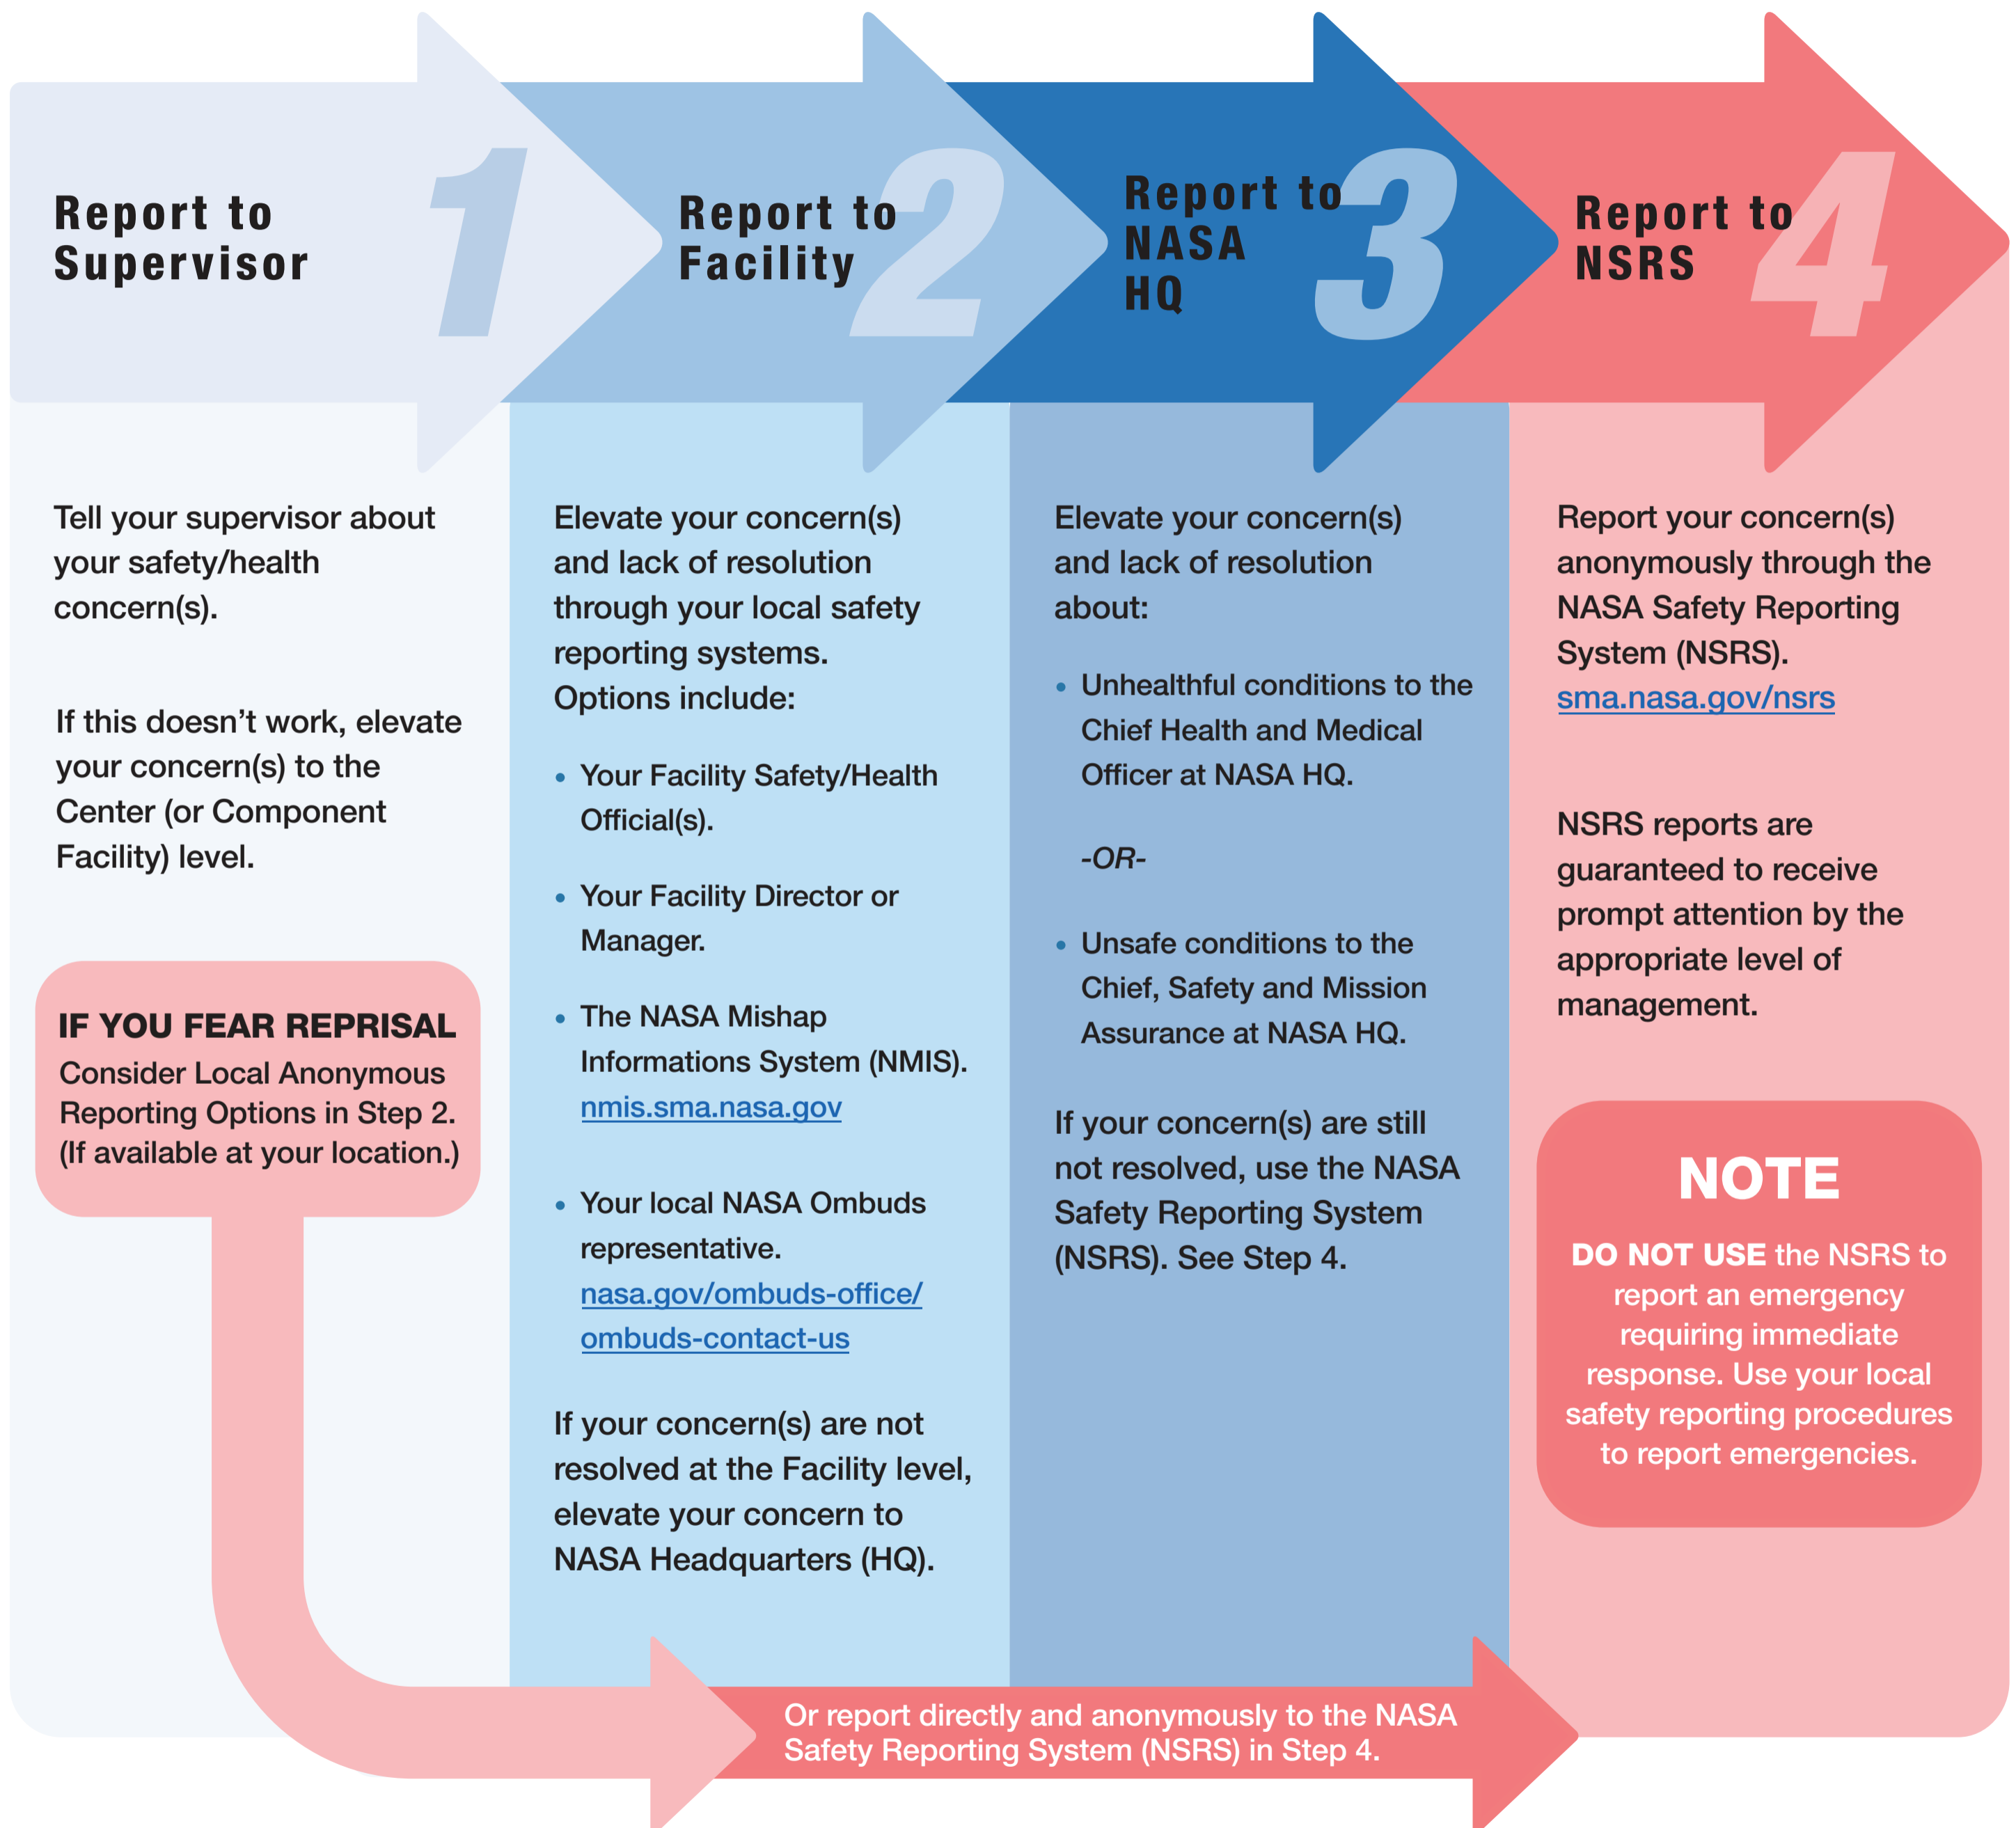 1
Report to
Supervisor
Tell your supervisor about
your safety/health
concern(s).
If this doesn’t work, elevate
your concern(s) to the
Center (or Component
Facility) level.
IF YOU FEAR REPRISAL
Consider Local Anonymous
Reporting Options in Step 2.
(If available at your location.)
2
Report to
Facility
Elevate your concern(s)
and lack of resolution
through your local safety
reporting systems.
Options include:
• Your Facility Safety/Health
Official(s).
• Your Facility Director or
Manager.
• The NASA Mishap
Informations System (NMIS).
nmis.sma.nasa.gov
• Your local NASA Ombuds
representative.
nasa.gov/ombuds-office/
ombuds-contact-us
If your concern(s) are not
resolved at the Facility level,
elevate your concern to
NASA Headquarters (HQ).
3
Report to
NASA
HQ
Elevate your concern(s)
and lack of resolution
about:
• Unhealthful conditions to the
Chief Health and Medical
Officer at NASA HQ.
-OR-
• Unsafe conditions to the
Chief, Safety and Mission
Assurance at NASA HQ.
If your concern(s) are still
not resolved, use the NASA
Safety Reporting System
(NSRS). See Step 4.
4
Report to
NSRS
Report your concern(s)
anonymously through the
NASA Safety Reporting
System (NSRS).
sma.nasa.gov/nsrs
NSRS reports are
guaranteed to receive
prompt attention by the
appropriate level of
management.
NOTE
DO NOT USE the NSRS to
report an emergency
requiring immediate
response. Use your local
safety reporting procedures
to report emergencies.
Or report directly and anonymously to the NASA
Safety Reporting System (NSRS) in Step 4.